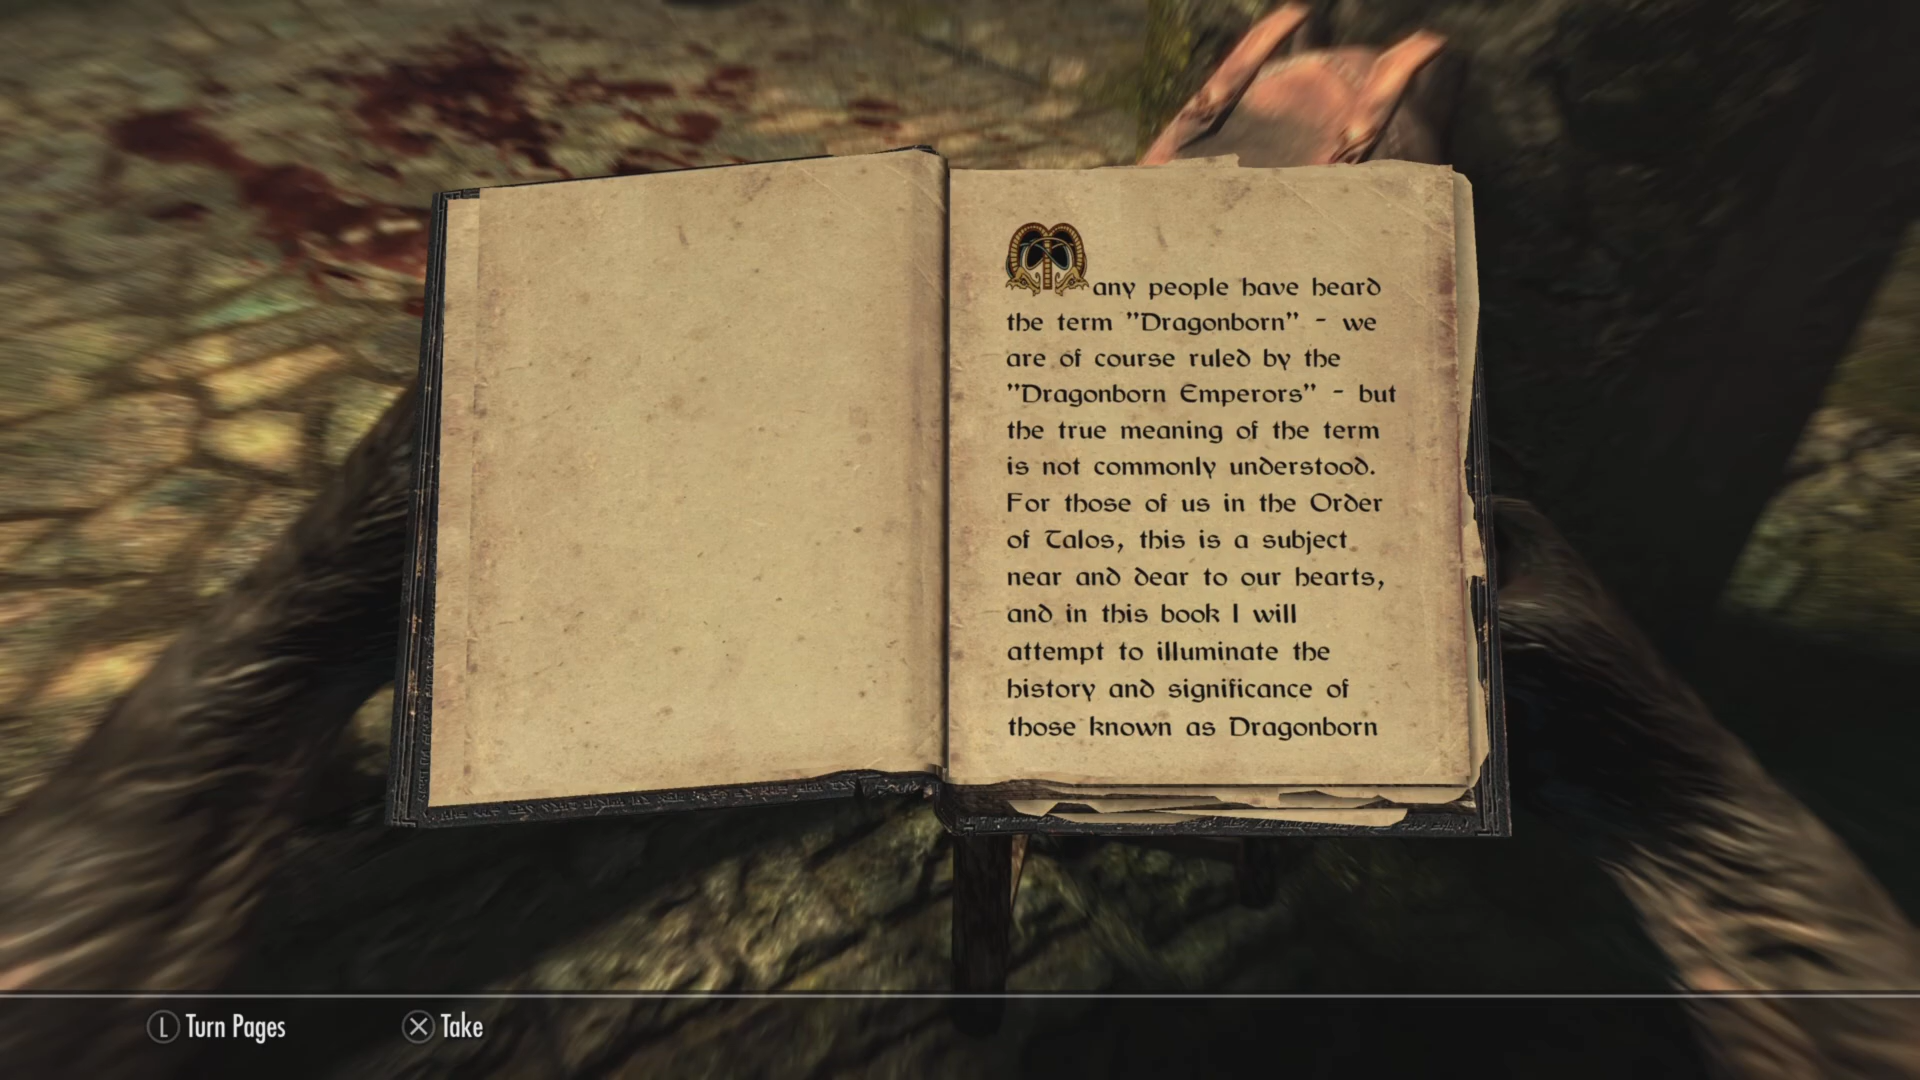 Many people have heard
the term "Dragonborn" - we
are of course ruled by the
"Dragonborn Emperors" - but
the true meaning of the term
is not commonly understood.
For those of us in the Order
of Talos, this is a subject
near and dear to our hearts,
and in this book I will
attempt to illuminate the
history and significance of
those known as Dragonborn
L Turn Pages
X Take